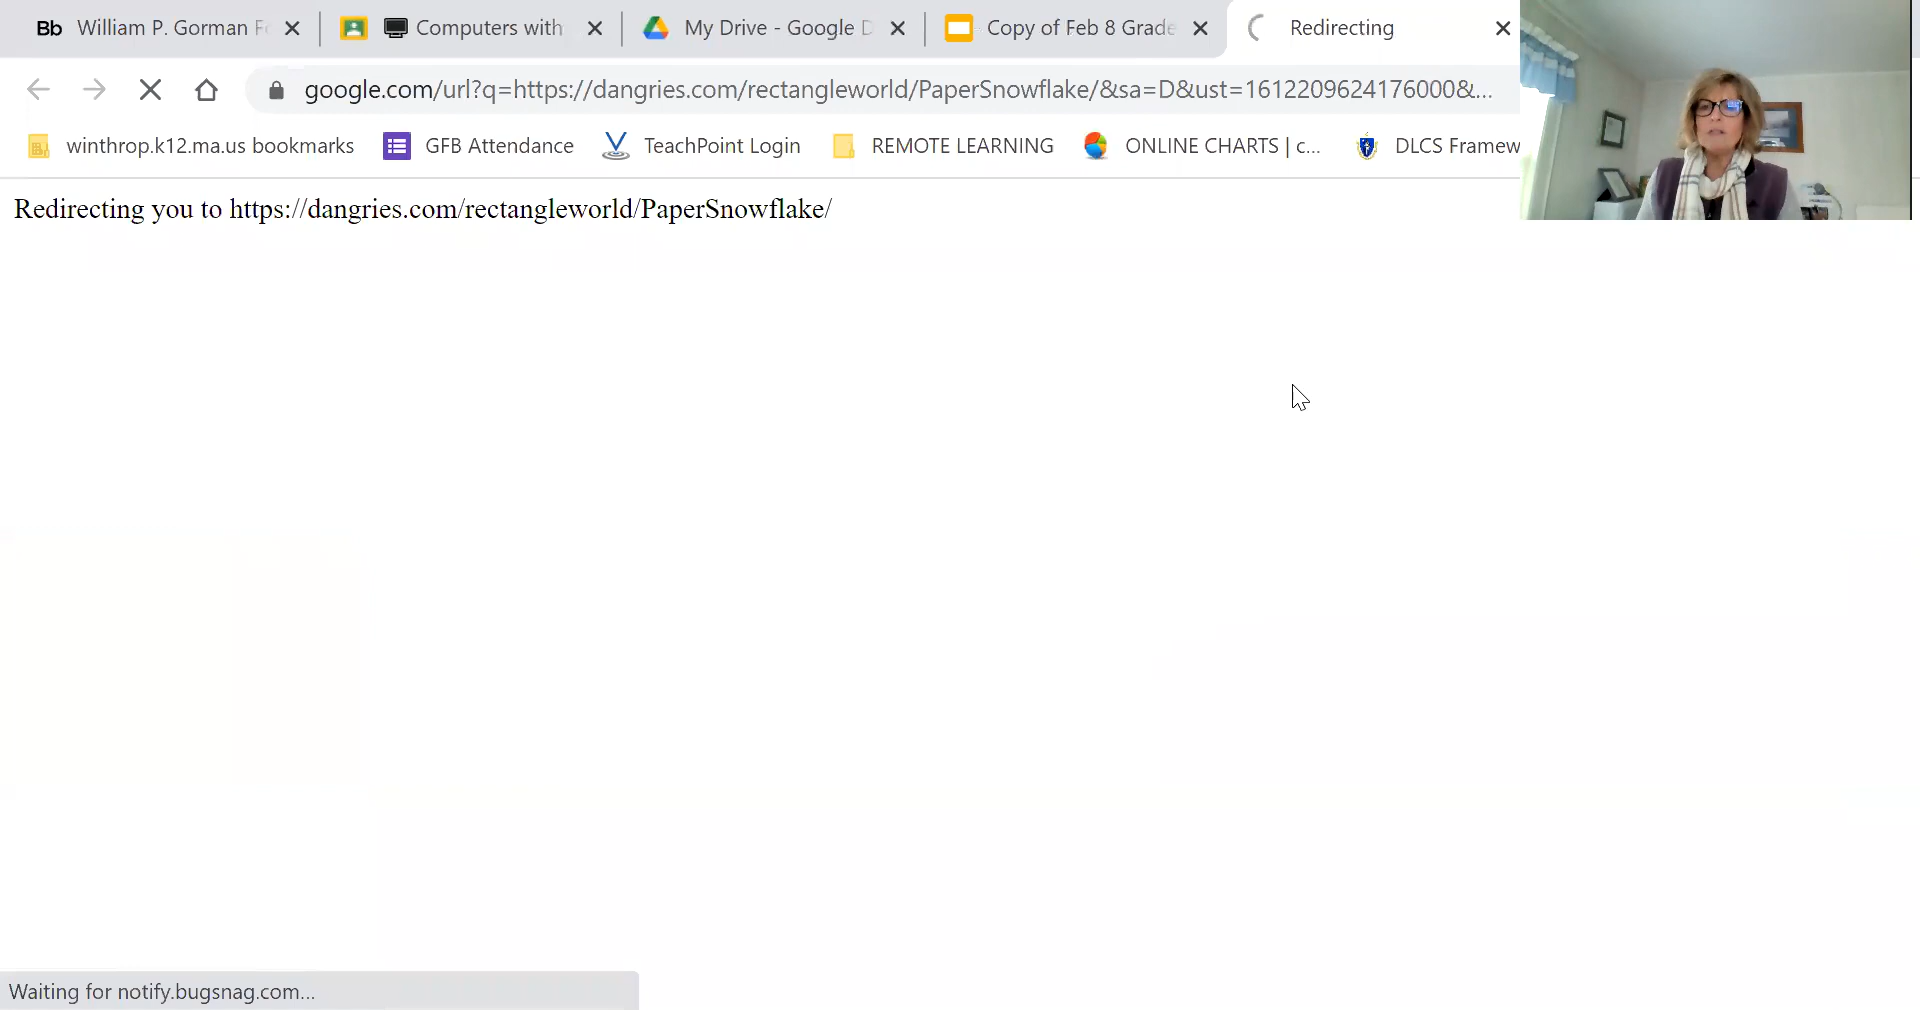 Bb William P. Gorman F Computers with My Drive - Google D Copy of Feb 8 Grade Redirecting
google.com/url?q=https://dangries.com/rectangleworld/PaperSnowflake/&sa=D&ust=1612209624176000&...
winthrop.k12.ma.us bookmarks GFB Attendance TeachPoint Login REMOTE LEARNING ONLINE CHARTS | c... DLCS Framew
Redirecting you to https://dangries.com/rectangleworld/PaperSnowflake/
Waiting for notify.bugsnag.com...